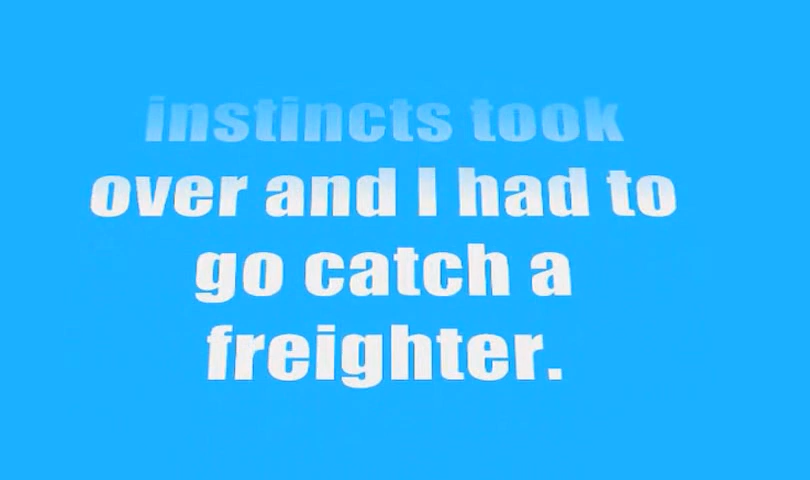 instincts took
over and I had to
go catch a
freighter.